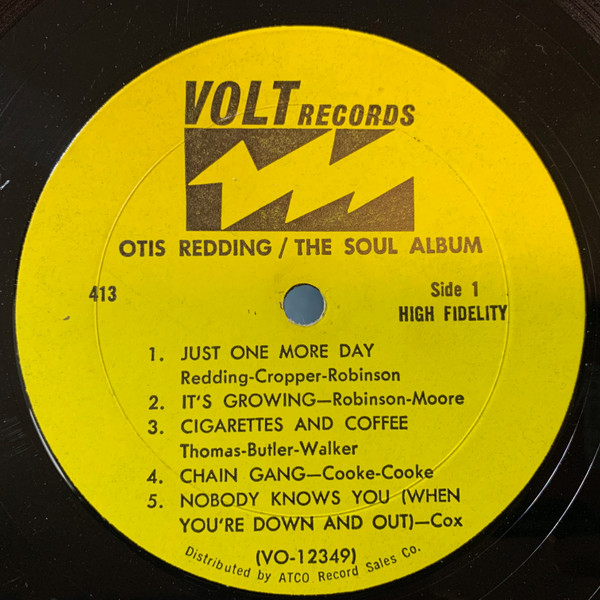 VOLT RECORDS
OTIS REDDING / THE SOUL ALBUM
413
Side 1
HIGH FIDELITY
1. JUST ONE MORE DAY
Redding-Cropper-Robinson
2. IT'S GROWING—Robinson-Moore
3. CIGARETTES AND COFFEE
Thomas-Butler-Walker
4. CHAIN GANG—Cooke-Cooke
5. NOBODY KNOWS YOU (WHEN
YOU'RE DOWN AND OUT)—Cox
(VO-12349)
Distributed by ATCO Record Sales Co.